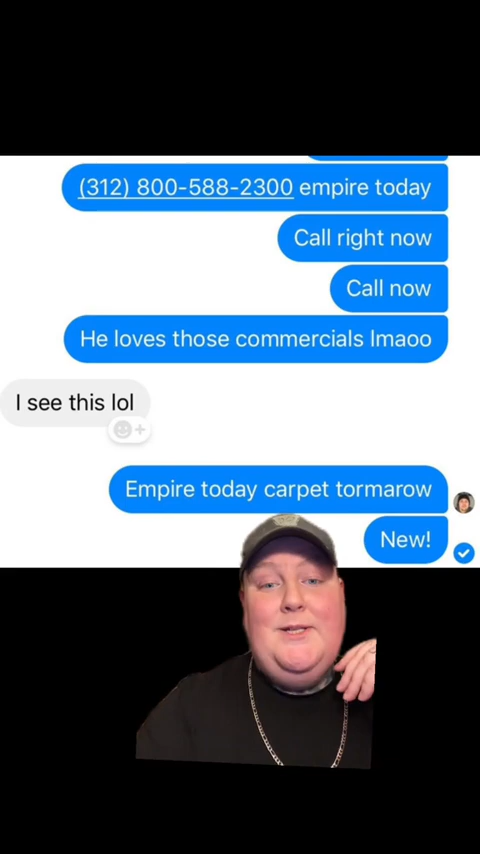 (312) 800-588-2300 empire today
Call right now
Call now
He loves those commercials lmaoo
I see this lol
Empire today carpet tormarow
New!